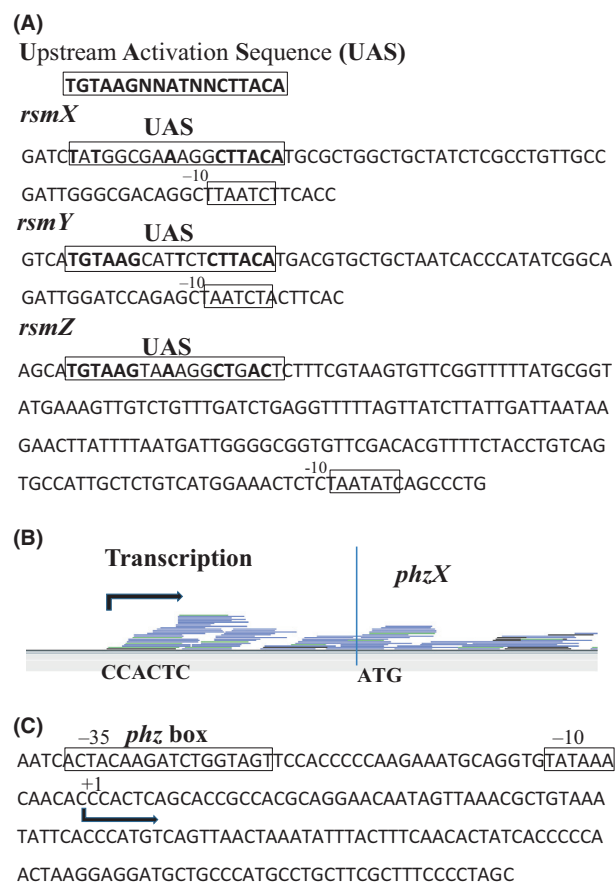 (A)
Upstream Activation Sequence (UAS)
TGTAAGNNATNNCTTACA
rsmX
UAS
GATCTATGGCGAAAGGCTTACATGCGCTGGCTGCTATCTCGCCTGTTGCC
–10
GATTGGGCGACAGGCTTAATCTTCACC
rsmY
UAS
GTCATGTAAGCATTCTCTTACATGACGTGCTGCTAATCACCCATATCGGCA
–10
GATTGGATCCAGAGCTAATCTACTTCAC
rsmZ
UAS
AGCATGTAAGTAAAGGCTGACTCTTTCGTAAGTGTTCGGTTTTTATGCGGT
ATGAAAGTTGTCTGTTTGATCTGAGGTTTTTAGTTATCTTATTGATTAATAA
GAACTTATTTTAATGATTGGGGCGGTGTTCGACACGTTTTCTACCTGTCAG
-10
TGCCATTGCTCTGTCATGGAAACTCTCTAATATCAGCCCTG
(B)
Transcription phzX
CCACTC ATG
(C)
–35 phz box –10
AATCACTACAAGATCTGGTAGTTCCACCCCCAAGAAATGCAGGTGTATAAA
+1
CAACACCCACTCAGCACCGCCACGCAGGAACAATAGTTAAACGCTGTAAA
TATTCACCCATGTCAGTTAACTAAATATTTACTTTCAACACTATCACCCCCA
ACTAAGGAGGATGCTGCCCATGCCTGCTTCGCTTTCCCCTAGC